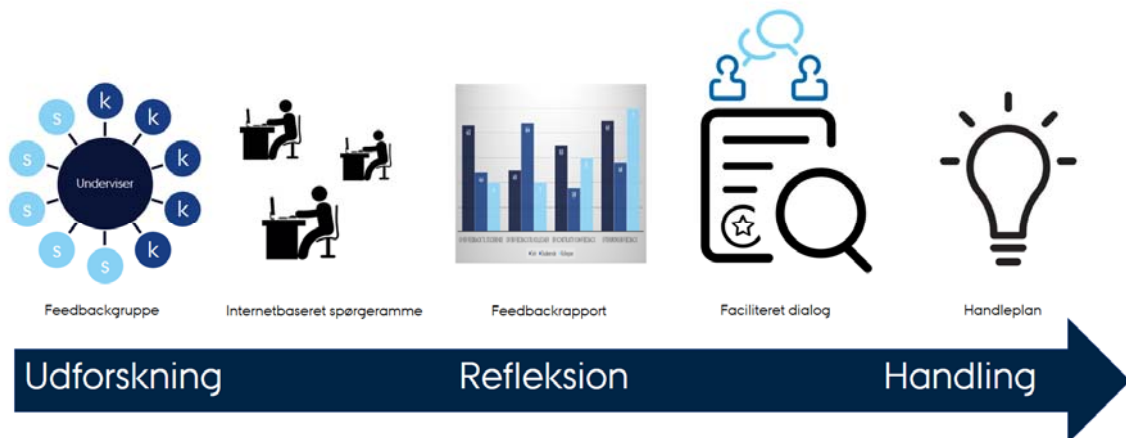 k
k
k
k
k
s
s
s
s
s
Underviser
Feedbackgruppe
Internetbaseret spørgeramme
Feedbackrapport
Faciliteret dialog
Handleplan
Udforskning
Refleksion
Handling